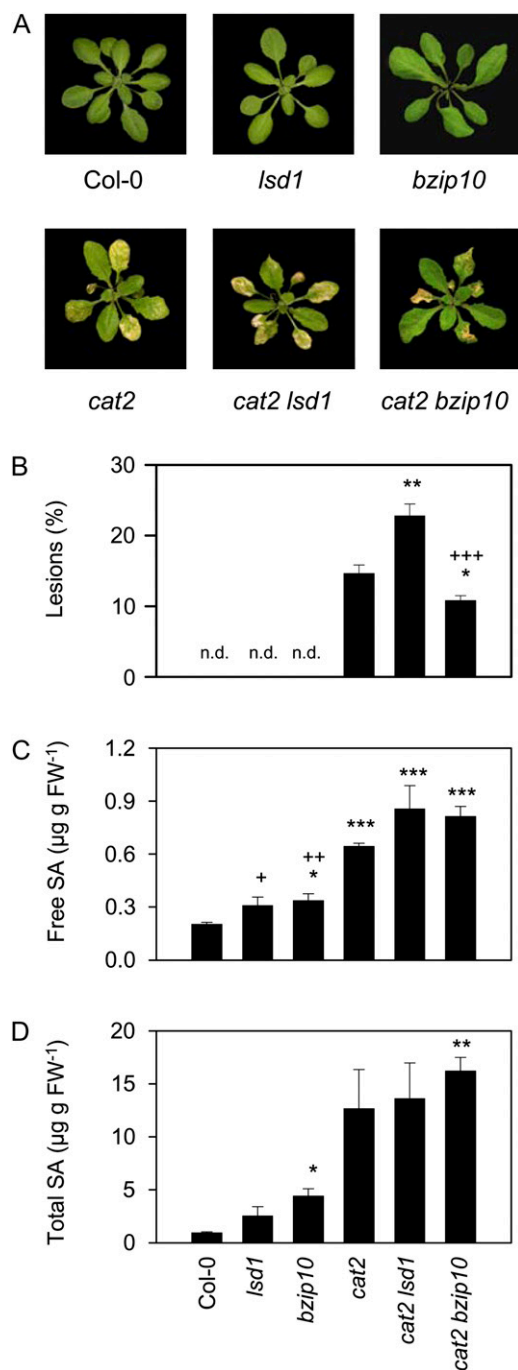 A
Col-0 lsd1 bzip10
cat2 cat2 lsd1 cat2 bzip10
B
Lesions (%)
30
20
10
0
n.d. n.d. n.d.
**
+++
*
C
Free SA (µg g FW⁻¹)
1.2
0.9
0.6
0.3
0.0
+
++
*
***
***
***
D
Total SA (µg g FW⁻¹)
20
15
10
5
0
*
**
Col-0
lsd1
bzip10
cat2
cat2 lsd1
cat2 bzip10